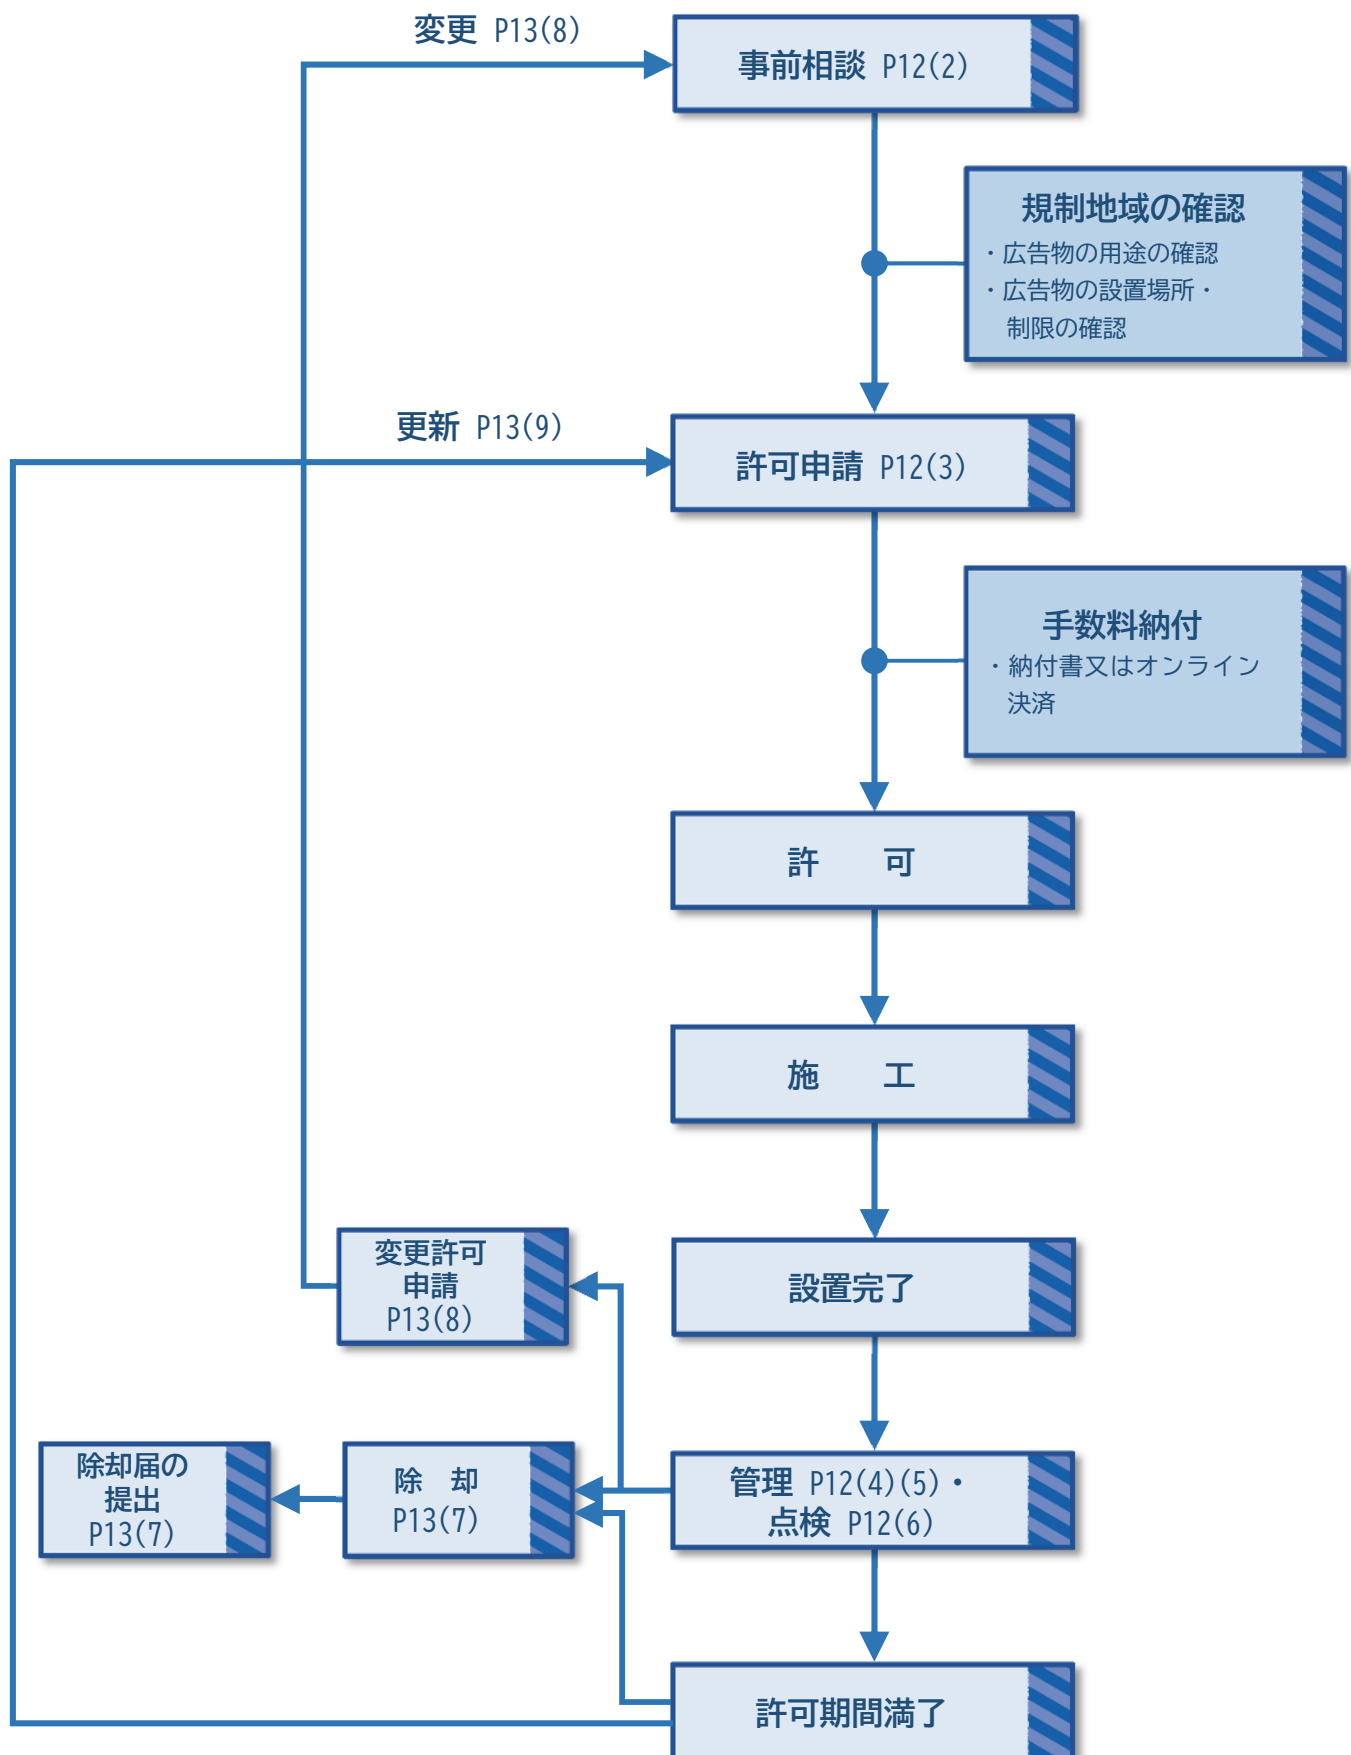 変更 P13(8)
事前相談 P12(2)
規制地域の確認
・広告物の用途の確認
・広告物の設置場所・
制限の確認
更新 P13(9)
許可申請 P12(3)
手数料納付
・納付書又はオンライン
決済
許　可
施　工
変更許可
申請
P13(8)
設置完了
除却届の
提出
P13(7)
除　却
P13(7)
管理 P12(4)(5)・
点検 P12(6)
許可期間満了